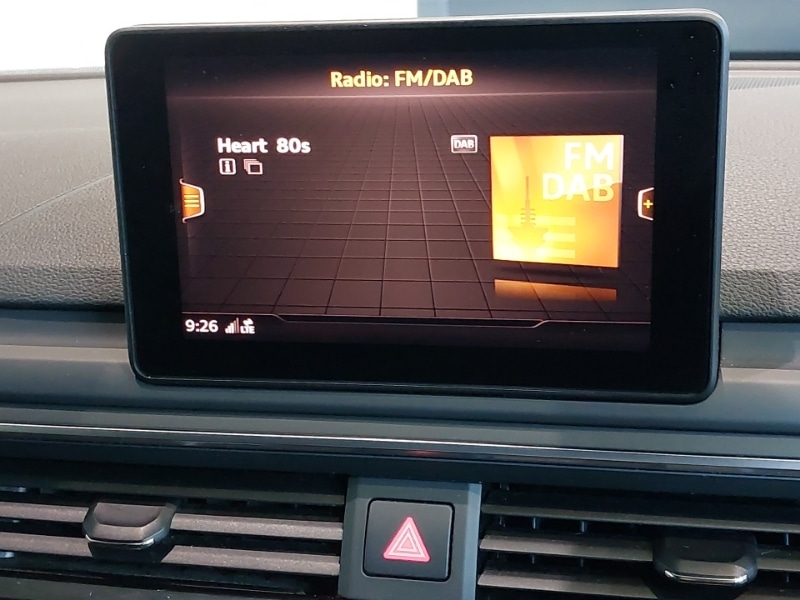 Radio: FM/DAB
Heart 80s
DAB
FM
DAB
9:26
LTE